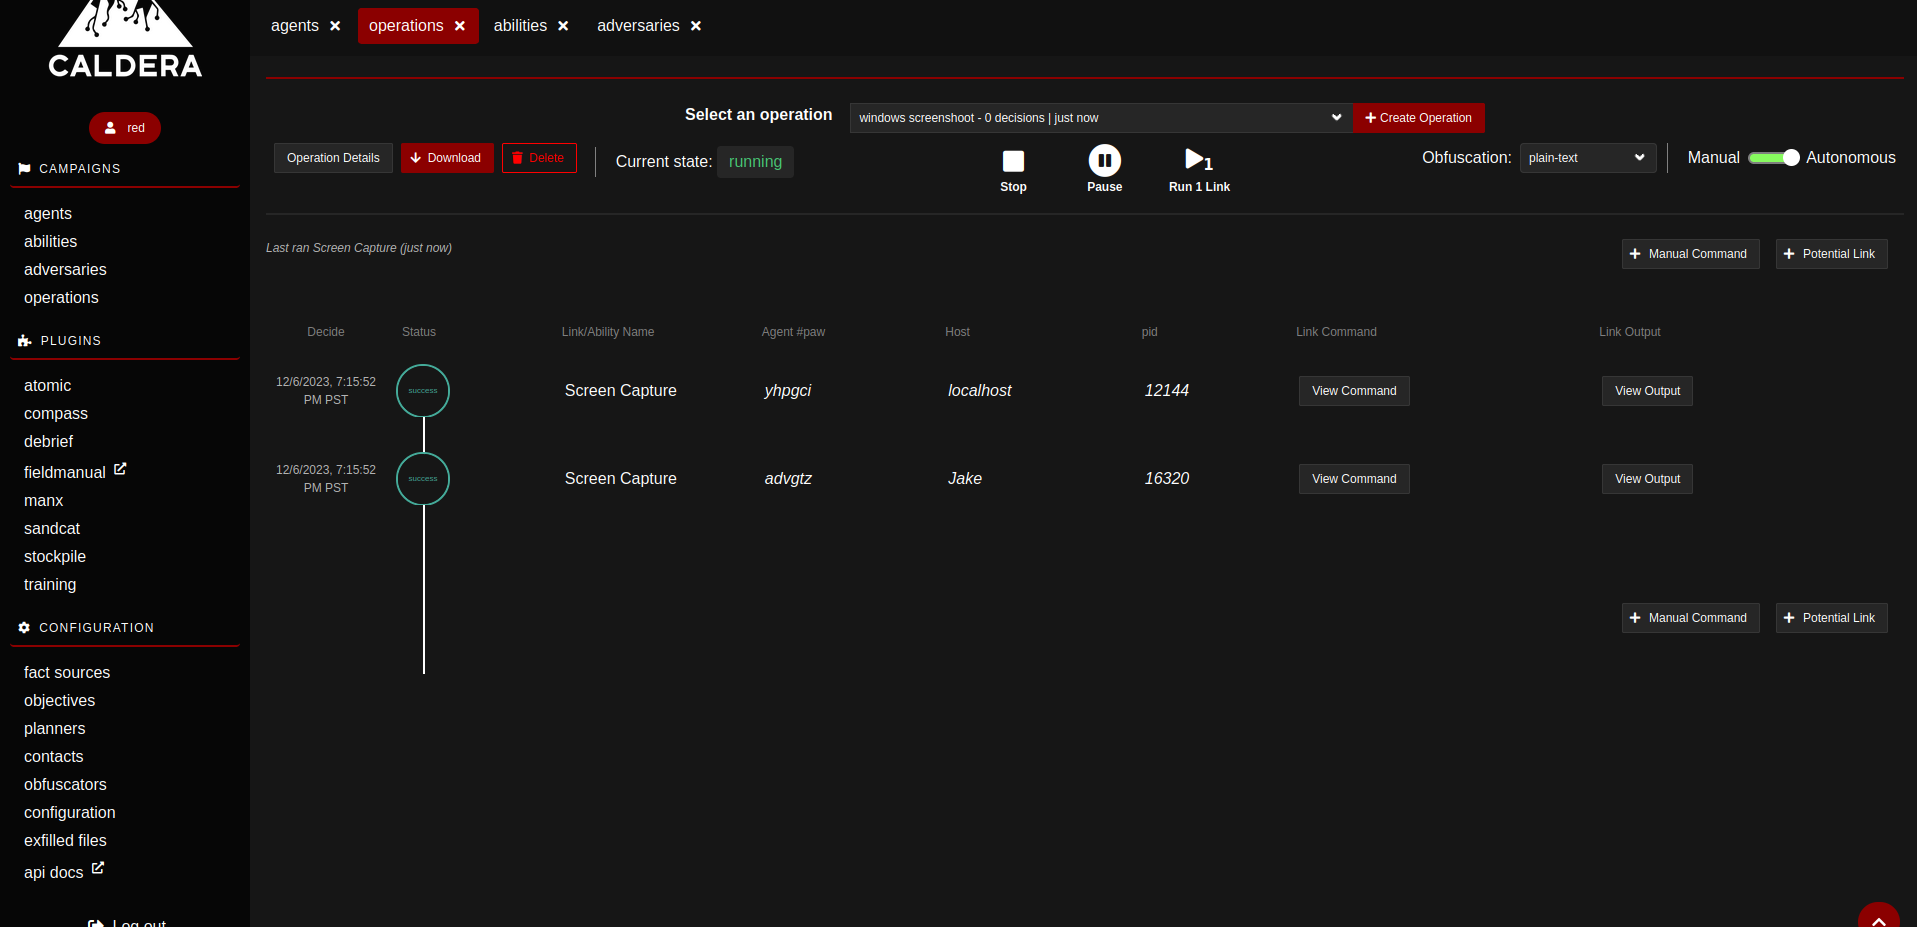 agents
operations
abilities
adversaries
CALDERA
red
CAMPAIGNS
agents
abilities
adversaries
operations
PLUGINS
atomic
compass
debrief
fieldmanual
manx
sandcat
stockpile
training
CONFIGURATION
fact sources
objectives
planners
contacts
obfuscators
configuration
exfilled files
api docs
Log out
Select an operation
windows screenshoot - 0 decisions | just now
Create Operation
Operation Details
Download
Delete
Current state: running
Stop
Pause
1
Run 1 Link
Obfuscation: plain-text
Manual Autonomous
Last ran Screen Capture (just now)
Manual Command
Potential Link
Decide Status Link/Ability Name Agent #paw Host pid Link Command Link Output
12/6/2023, 7:15:52
PM PST
success Screen Capture yhpgci localhost 12144 View Command View Output
12/6/2023, 7:15:52
PM PST
success Screen Capture advgtz Jake 16320 View Command View Output
Manual Command
Potential Link